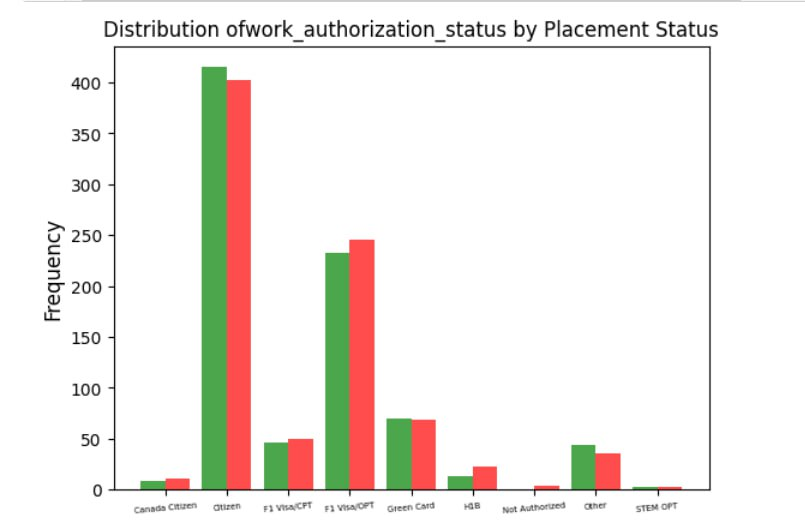 Distribution ofwork_authorization_status by Placement Status
Frequency
400
350
300
250
200
150
100
50
0
Canada Citizen
Citizen
F1 Visa/CPT
F1 Visa/OPT
Green Card
H1B
Not Authorized
Other
STEM OPT